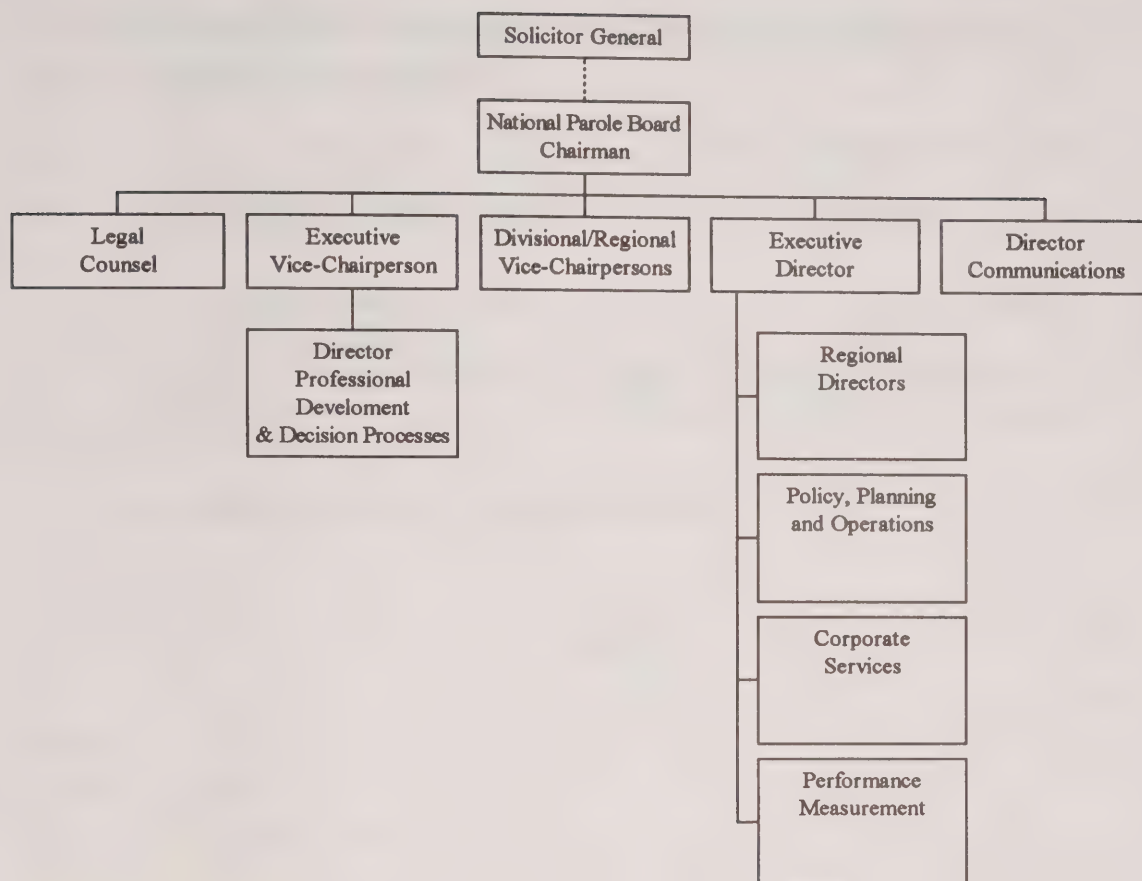 Solicitor General
National Parole Board
Chairman
Legal
Counsel
Executive
Vice-Chairperson
Divisional/Regional
Vice-Chairpersons
Executive
Director
Director
Communications
Director
Professional
Develoment
& Decision Processes
Regional
Directors
Policy, Planning
and Operations
Corporate
Services
Performance
Measurement